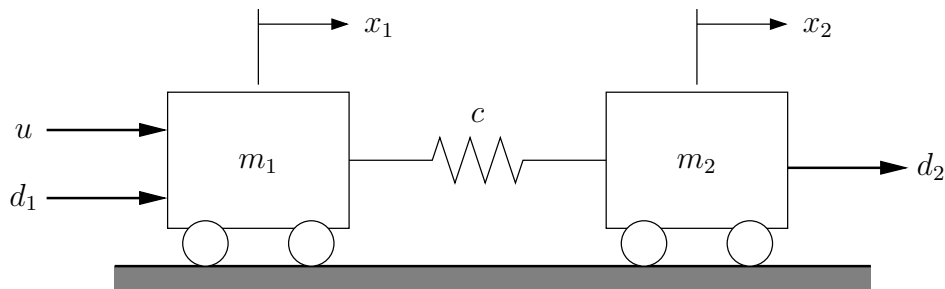 x₁ x₂
c
u
m₁ m₂
d₁ d₂